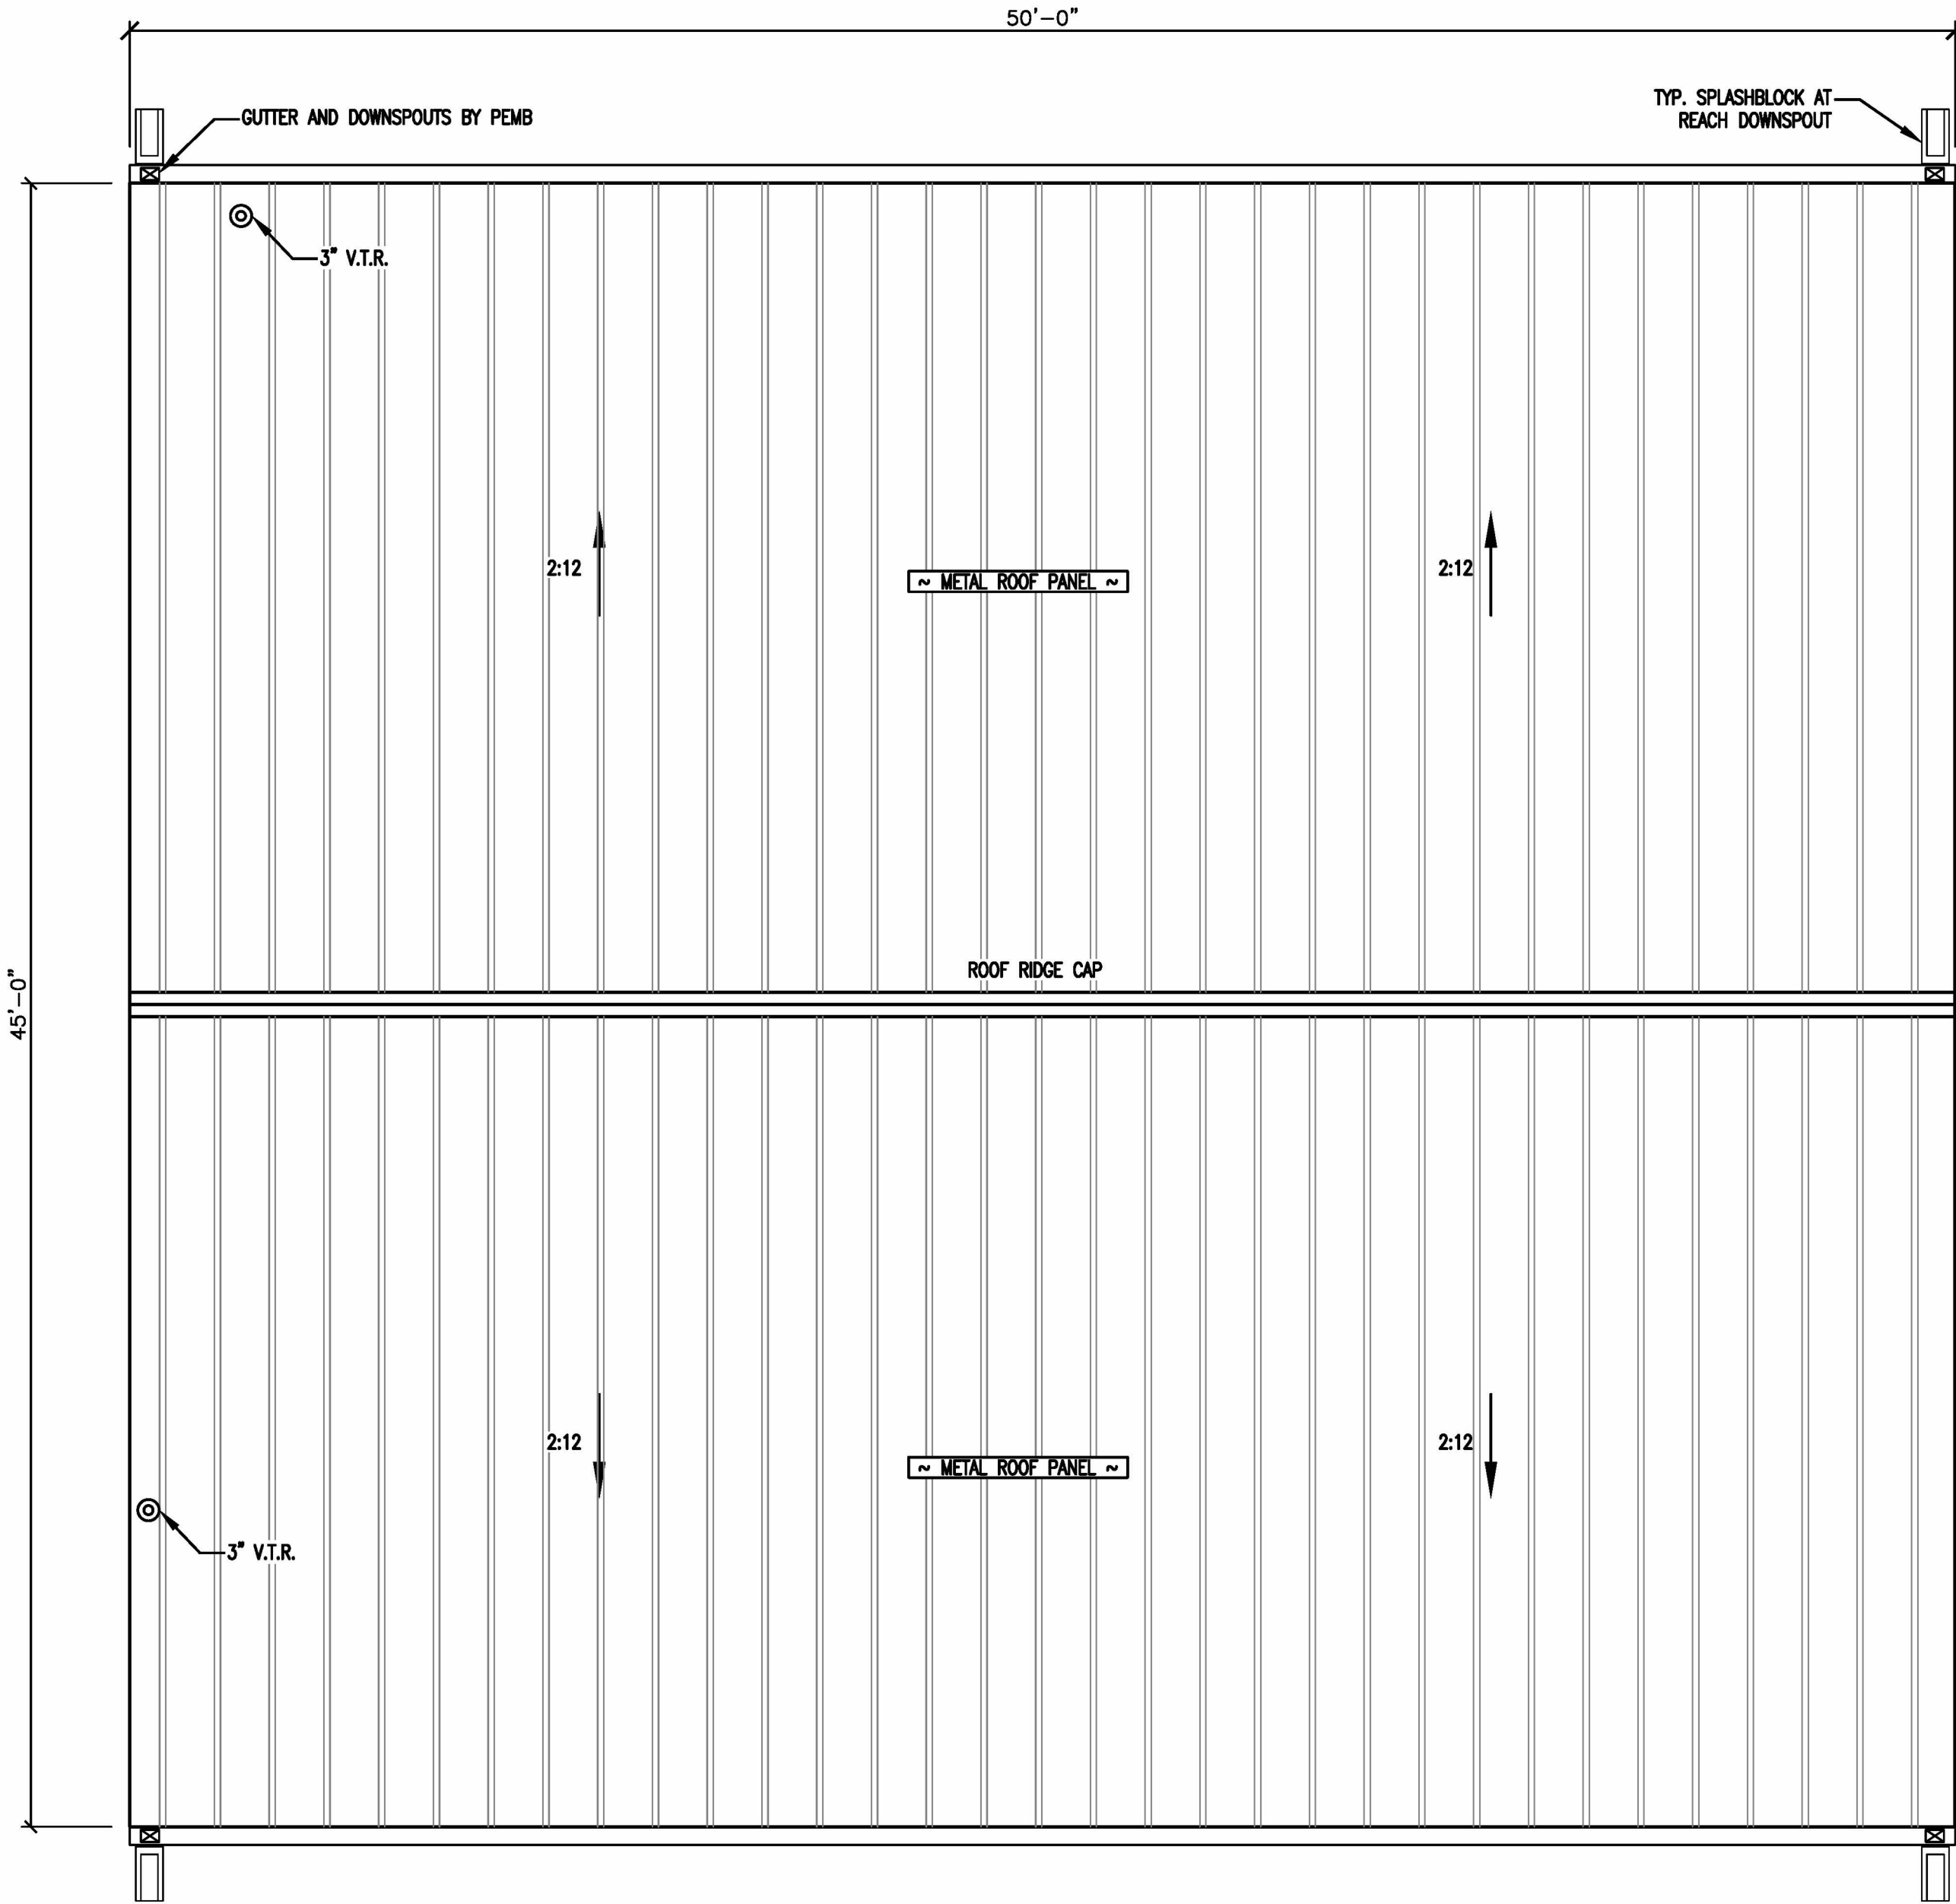 50'-0"
GUTTER AND DOWNSPOUTS BY PEMB
TYP. SPLASHBLOCK AT
REACH DOWNSPOUT
3" V.T.R.
2:12
~ METAL ROOF PANEL ~
2:12
ROOF RIDGE CAP
45'-0"
2:12
~ METAL ROOF PANEL ~
2:12
3" V.T.R.